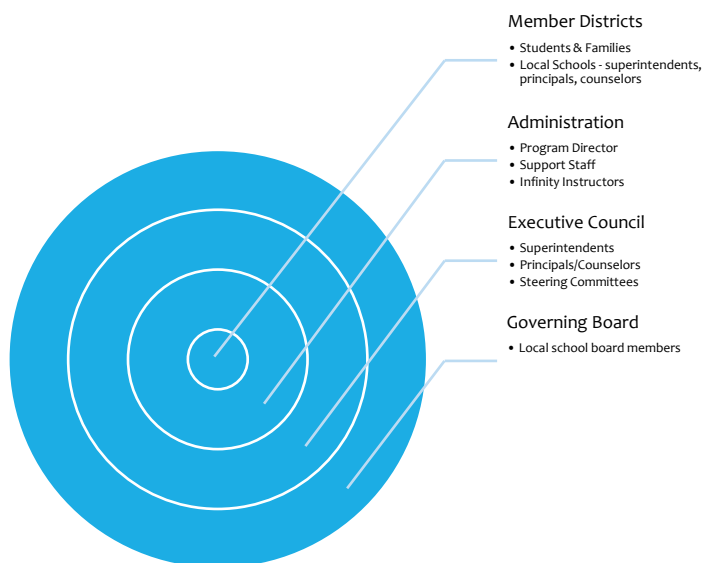 Member Districts
• Students & Families
• Local Schools - superintendents,
principals, counselors
Administration
• Program Director
• Support Staff
• Infinity Instructors
Executive Council
• Superintendents
• Principals/Counselors
• Steering Committees
Governing Board
• Local school board members